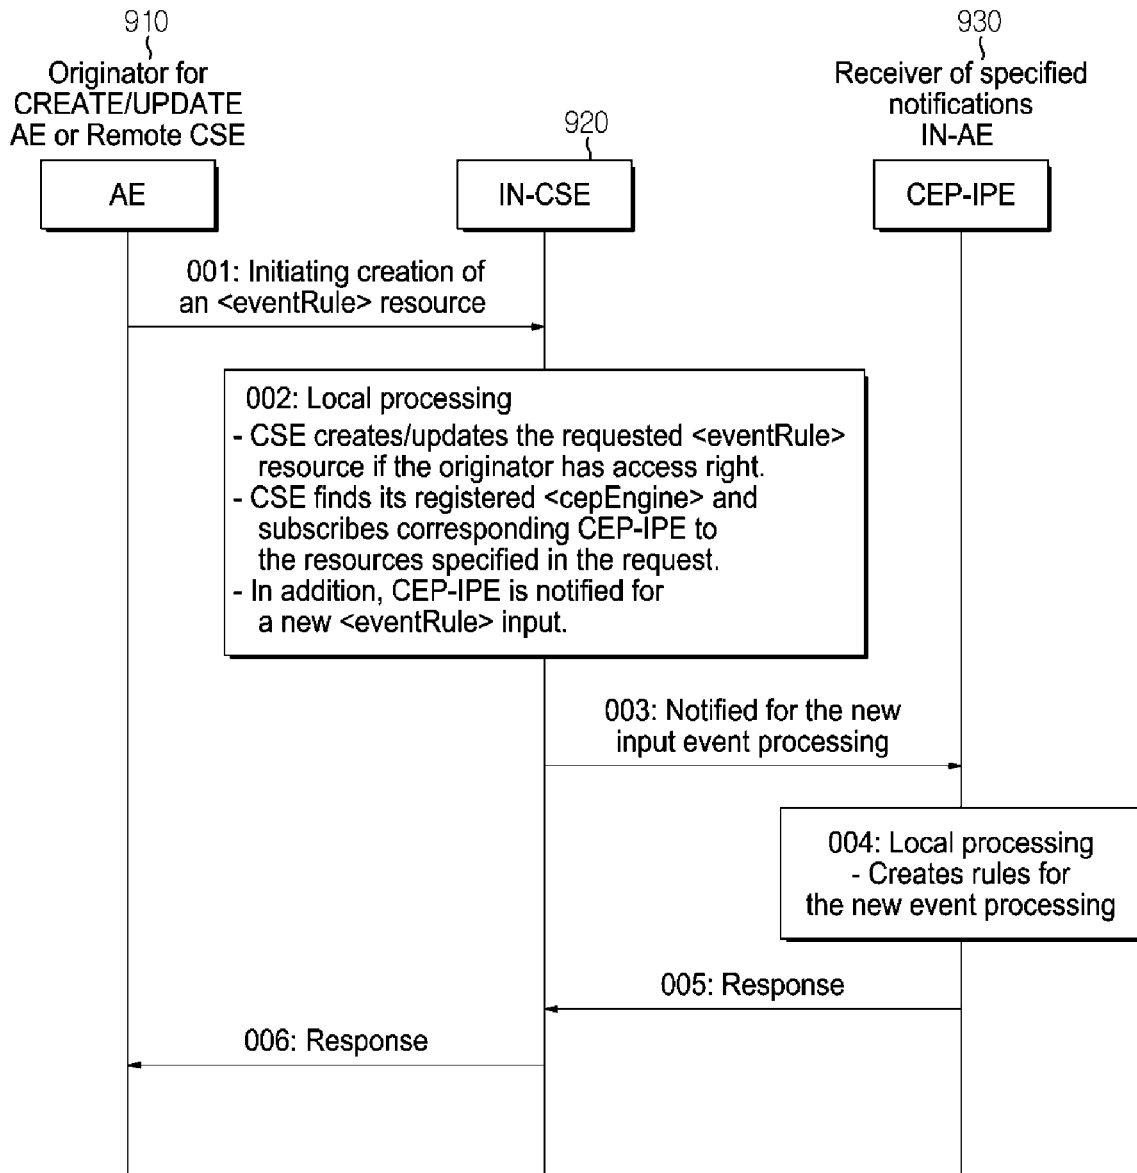 910
Originator for
CREATE/UPDATE
AE or Remote CSE
AE
920
IN-CSE
930
Receiver of specified
notifications
IN-AE
CEP-IPE
001: Initiating creation of
an <eventRule> resource
002: Local processing
- CSE creates/updates the requested <eventRule>
resource if the originator has access right.
- CSE finds its registered <cepEngine> and
subscribes corresponding CEP-IPE to
the resources specified in the request.
- In addition, CEP-IPE is notified for
a new <eventRule> input.
003: Notified for the new
input event processing
004: Local processing
- Creates rules for
the new event processing
005: Response
006: Response